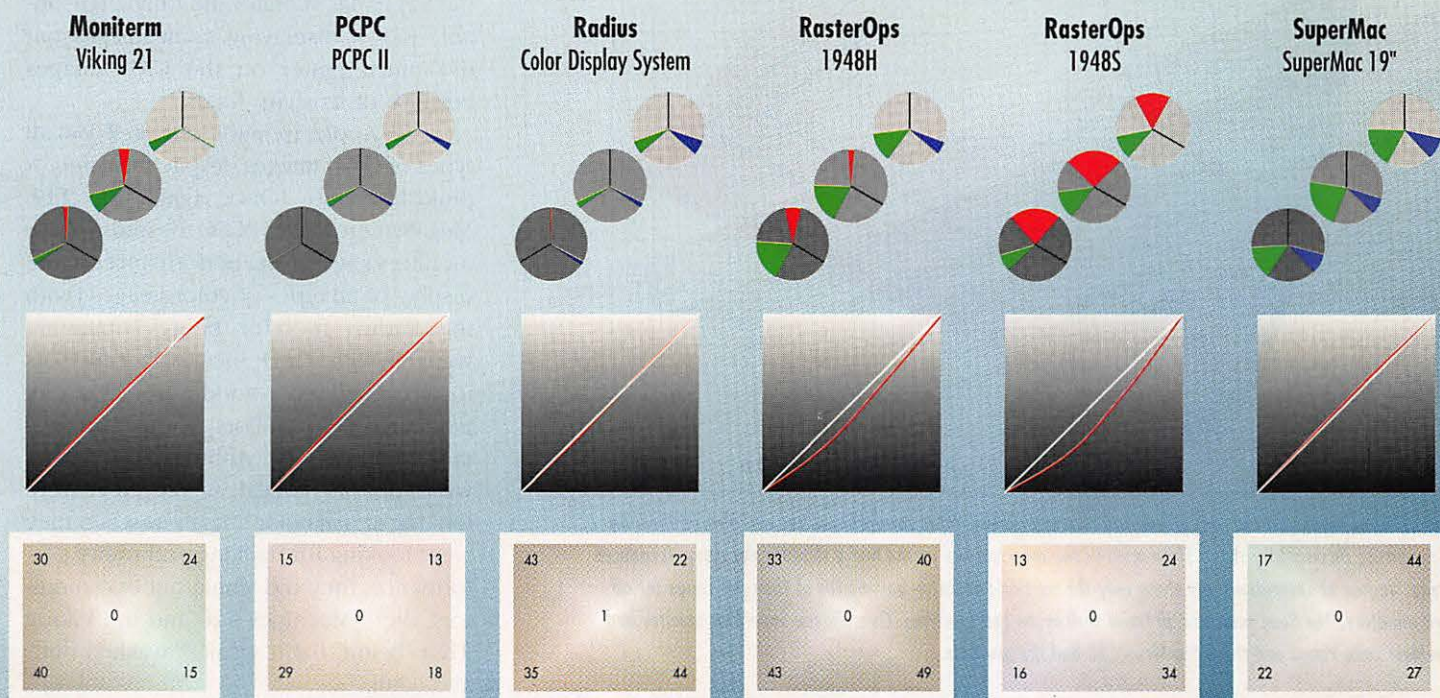 Moniterm
Viking 21
PCPC
PCPC II
Radius
Color Display System
RasterOps
1948H
RasterOps
1948S
SuperMac
SuperMac 19"
30 24
0
40 15
15 13
0
29 18
43 22
1
35 44
33 40
0
43 49
13 24
0
16 34
17 44
0
22 27